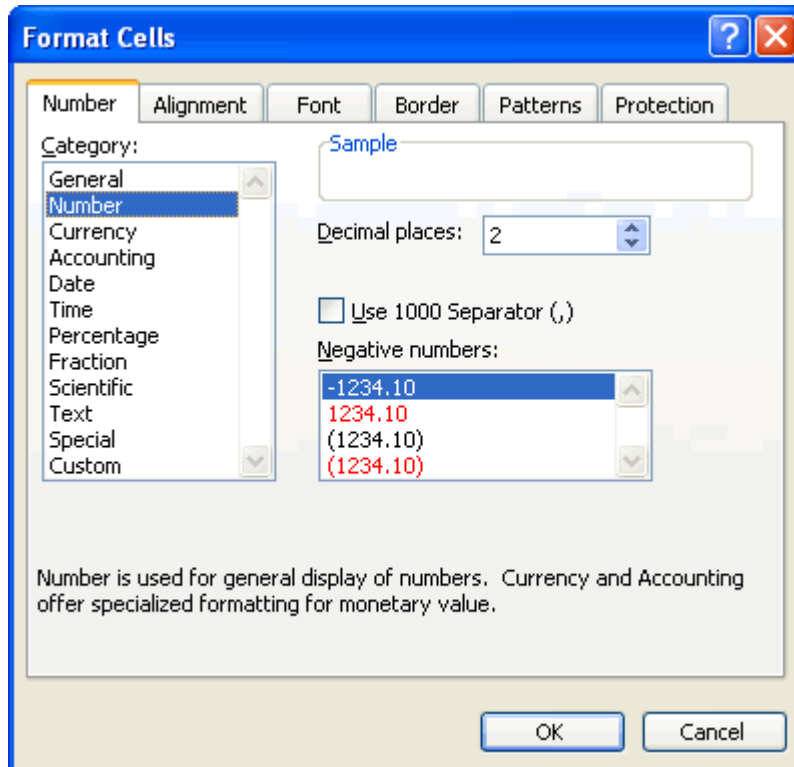 Format Cells
Number Alignment Font Border Patterns Protection
Category:
General
Number
Currency
Accounting
Date
Time
Percentage
Fraction
Scientific
Text
Special
Custom
Sample
Decimal places: 2
Use 1000 Separator (,)
Negative numbers:
-1234.10
1234.10
(1234.10)
(1234.10)
Number is used for general display of numbers.  Currency and Accounting
offer specialized formatting for monetary value.
OK Cancel